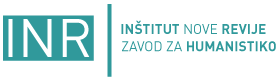 INR
INŠTITUT NOVE REVIJE
ZAVOD ZA HUMANISTIKO